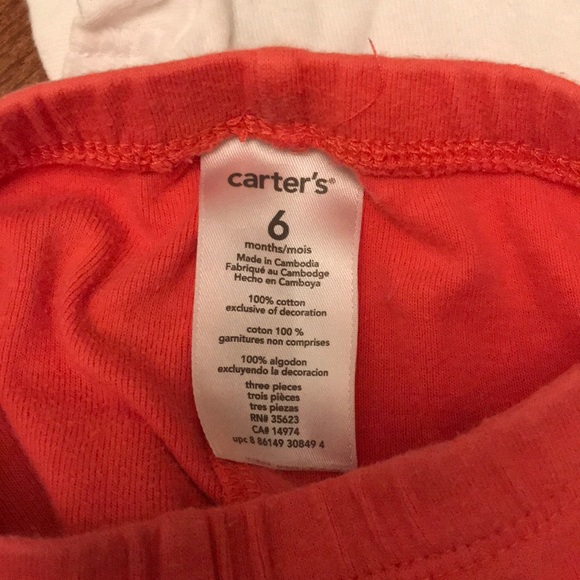 carter's®
6
months/mois
Made in Cambodia
Fabriqué au Cambodge
Hecho en Camboya
100% cotton
exclusive of decoration
coton 100 %
garnitures non comprises
100% algodon
excluyendo la decoracion
three pieces
trois pièces
tres piezas
RN# 35623
CA# 14974
upc 8 86149 30849 4